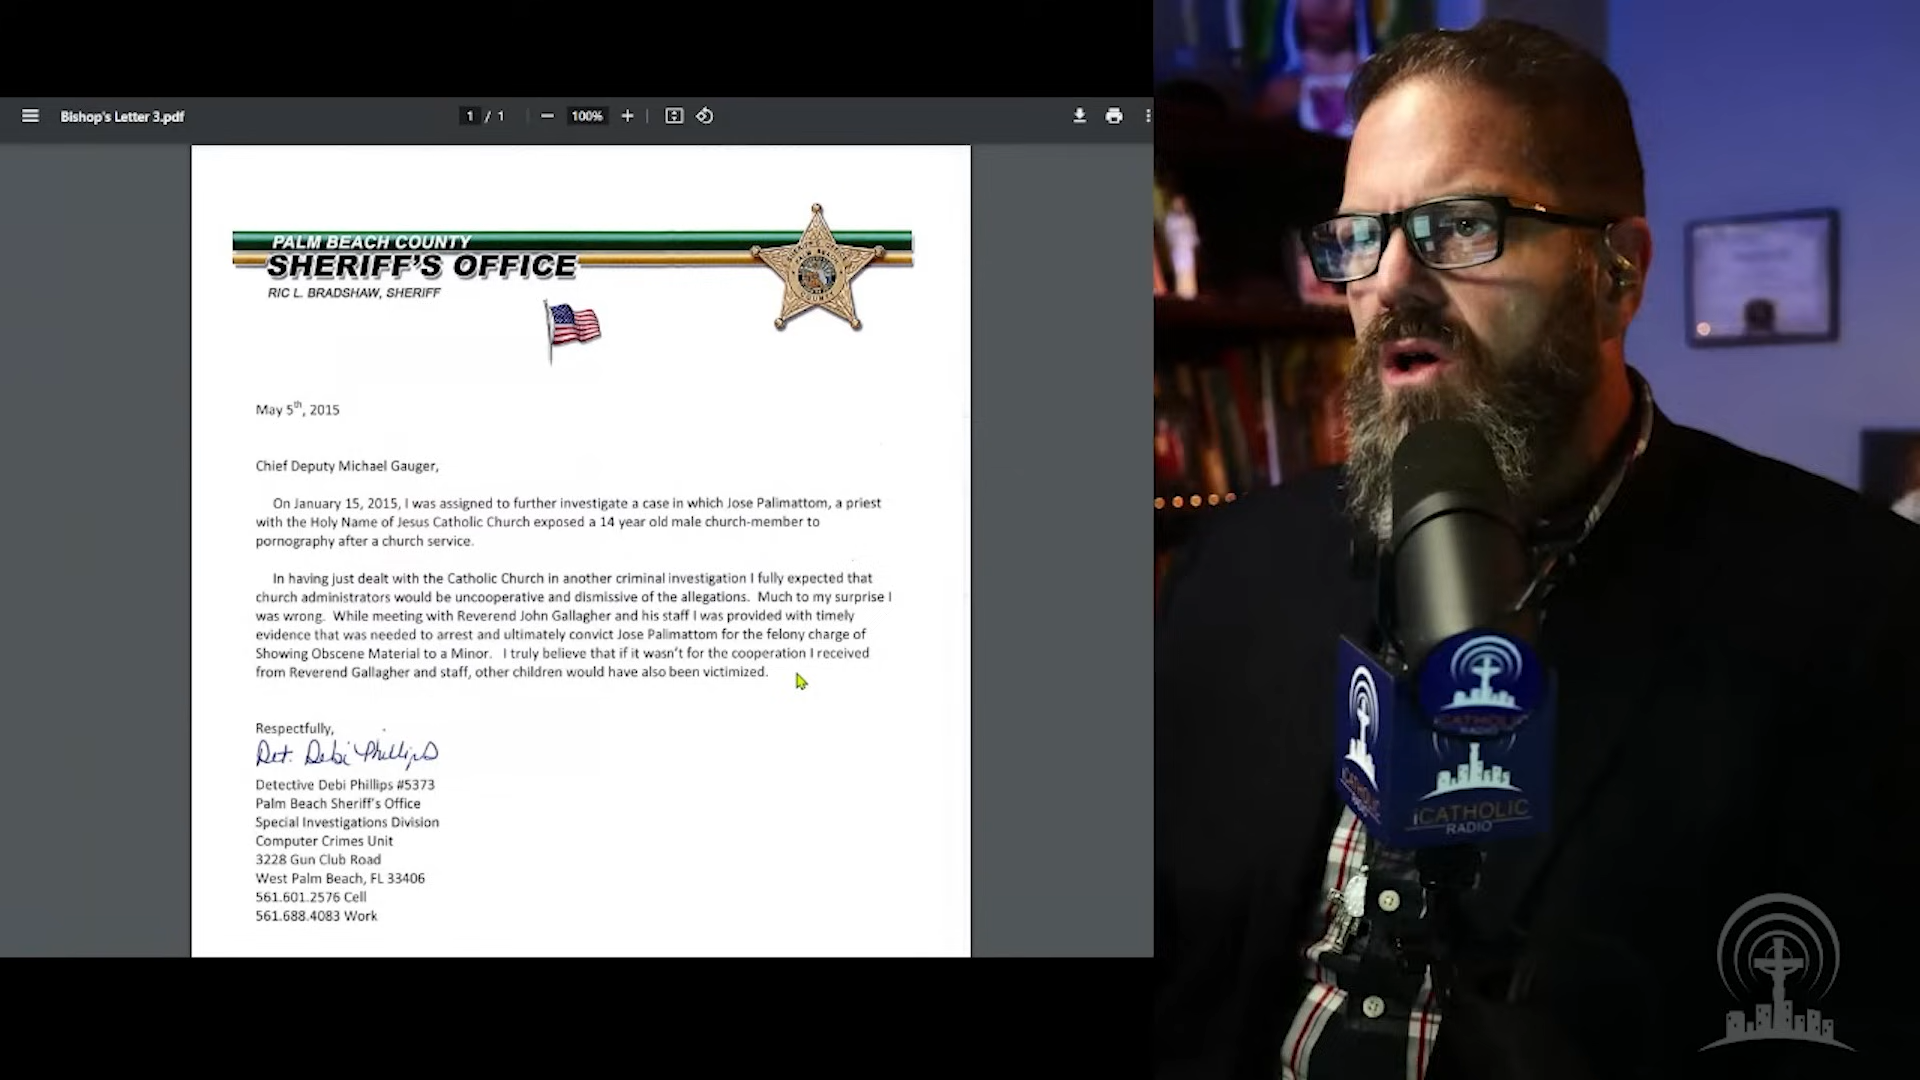 Bishop's Letter 3.pdf
1 / 1
100%
PALM BEACH COUNTY
SHERIFF'S OFFICE
RIC L. BRADSHAW, SHERIFF
May 5th, 2015
Chief Deputy Michael Gauger,
On January 15, 2015, I was assigned to further investigate a case in which Jose Palimattom, a priest
with the Holy Name of Jesus Catholic Church exposed a 14 year old male church-member to
pornography after a church service.
In having just dealt with the Catholic Church in another criminal investigation I fully expected that
church administrators would be uncooperative and dismissive of the allegations. Much to my surprise I
was wrong. While meeting with Reverend John Gallagher and his staff I was provided with timely
evidence that was needed to arrest and ultimately convict Jose Palimattom for the felony charge of
Showing Obscene Material to a Minor. I truly believe that if it wasn't for the cooperation I received
from Reverend Gallagher and staff, other children would have also been victimized.
Respectfully,
Det. Debi Phillips
Detective Debi Phillips #5373
Palm Beach Sheriff's Office
Special Investigations Division
Computer Crimes Unit
3228 Gun Club Road
West Palm Beach, FL 33406
561.601.2576 Cell
561.688.4083 Work
iCATHOLIC
RADIO
iCATHOLIC
RADIO